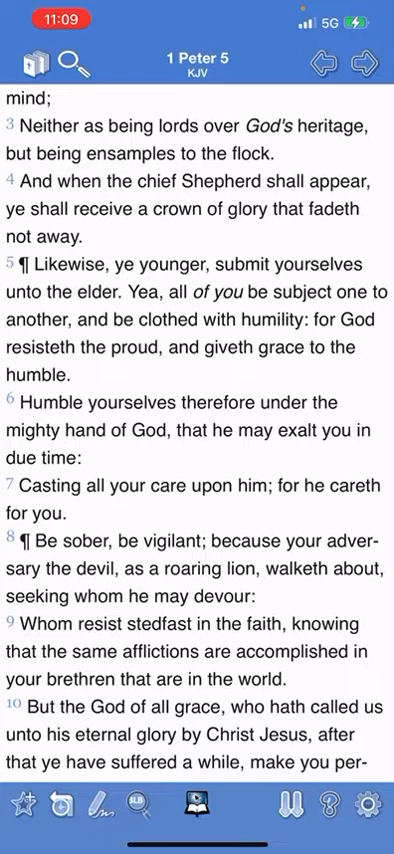 11:09
5G
1 Peter 5
KJV
mind;
3 Neither as being lords over God's heritage,
but being ensamples to the flock.
4 And when the chief Shepherd shall appear,
ye shall receive a crown of glory that fadeth
not away.
5 ¶ Likewise, ye younger, submit yourselves
unto the elder. Yea, all of you be subject one to
another, and be clothed with humility: for God
resisteth the proud, and giveth grace to the
humble.
6 Humble yourselves therefore under the
mighty hand of God, that he may exalt you in
due time:
7 Casting all your care upon him; for he careth
for you.
8 ¶ Be sober, be vigilant; because your adver-
sary the devil, as a roaring lion, walketh about,
seeking whom he may devour:
9 Whom resist stedfast in the faith, knowing
that the same afflictions are accomplished in
your brethren that are in the world.
10 But the God of all grace, who hath called us
unto his eternal glory by Christ Jesus, after
that ye have suffered a while, make you per-
SLB